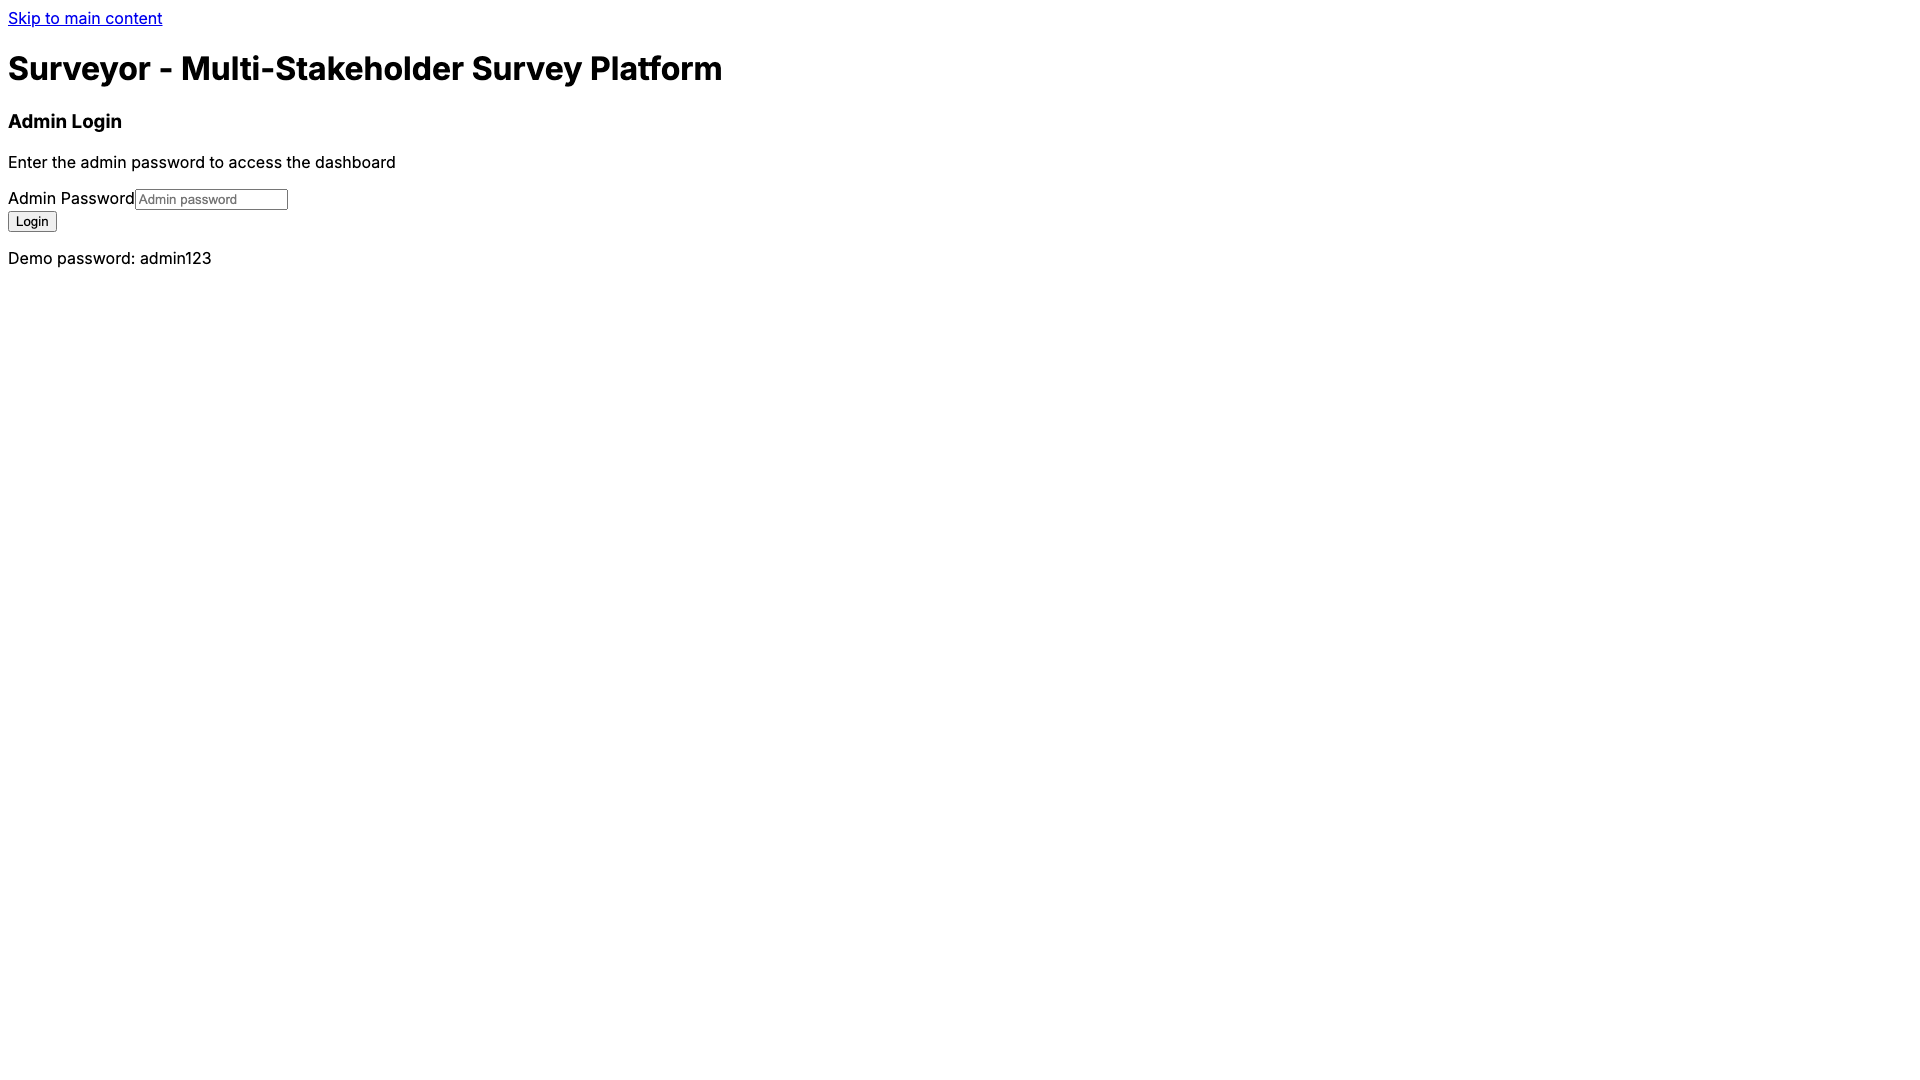 Skip to main content
Surveyor - Multi-Stakeholder Survey Platform
Admin Login
Enter the admin password to access the dashboard
Admin Password Admin password
Login
Demo password: admin123